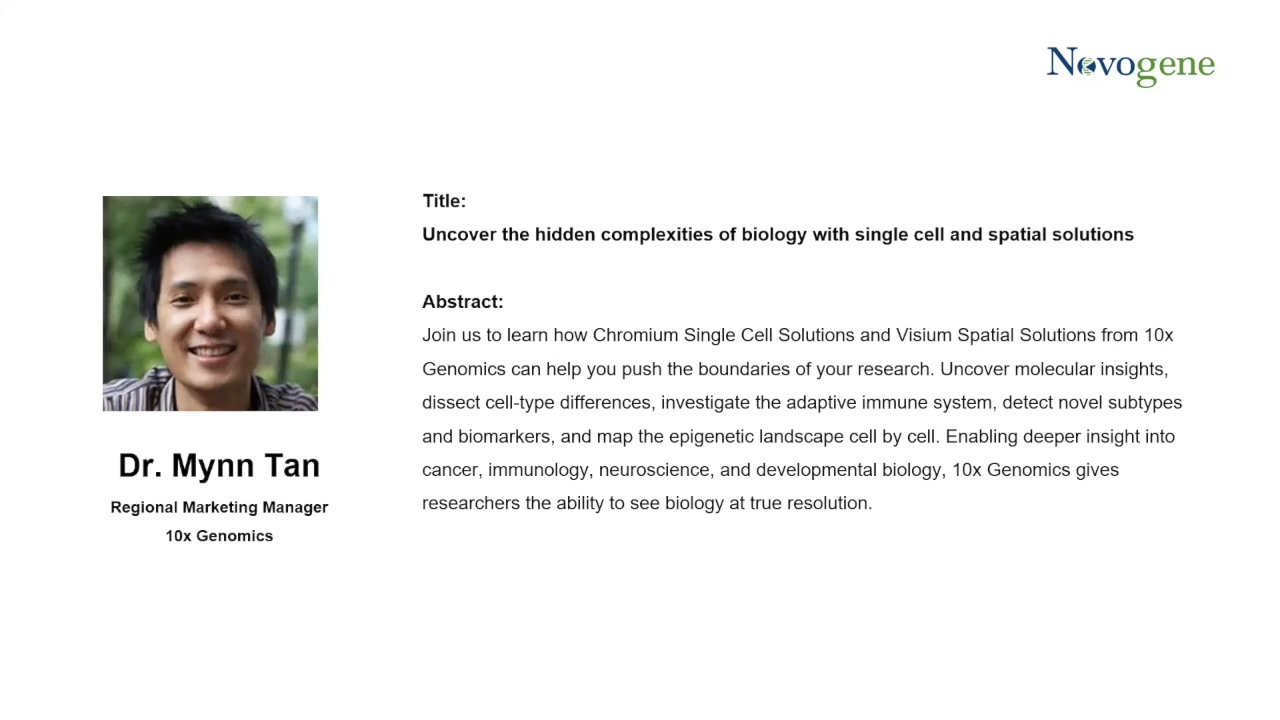 Novogene
Title:
Uncover the hidden complexities of biology with single cell and spatial solutions
Abstract:
Join us to learn how Chromium Single Cell Solutions and Visium Spatial Solutions from 10x
Genomics can help you push the boundaries of your research. Uncover molecular insights,
dissect cell-type differences, investigate the adaptive immune system, detect novel subtypes
and biomarkers, and map the epigenetic landscape cell by cell. Enabling deeper insight into
cancer, immunology, neuroscience, and developmental biology, 10x Genomics gives
researchers the ability to see biology at true resolution.
Dr. Mynn Tan
Regional Marketing Manager
10x Genomics